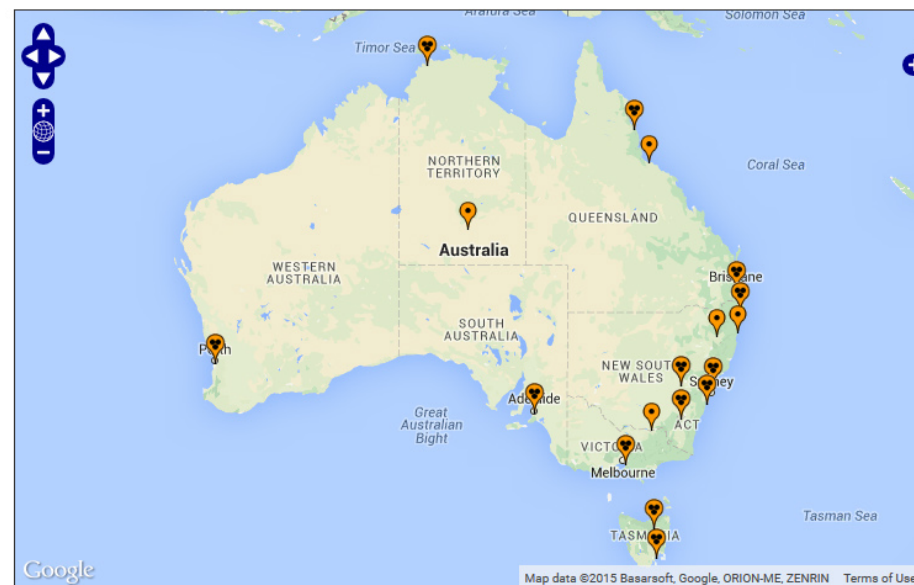 Arafura Sea
Solomon Sea
Timor Sea
+
−
Coral Sea
NORTHERN
TERRITORY
QUEENSLAND
Australia
WESTERN
AUSTRALIA
Brisbane
SOUTH
AUSTRALIA
Perth
NEW SOUTH
WALES
Sydney
Adelaide
Great
Australian
Bight
ACT
VICTORIA
Melbourne
TASMANIA
Tasman Sea
Google
Map data ©2015 Basarsoft, Google, ORION-ME, ZENRIN Terms of Use